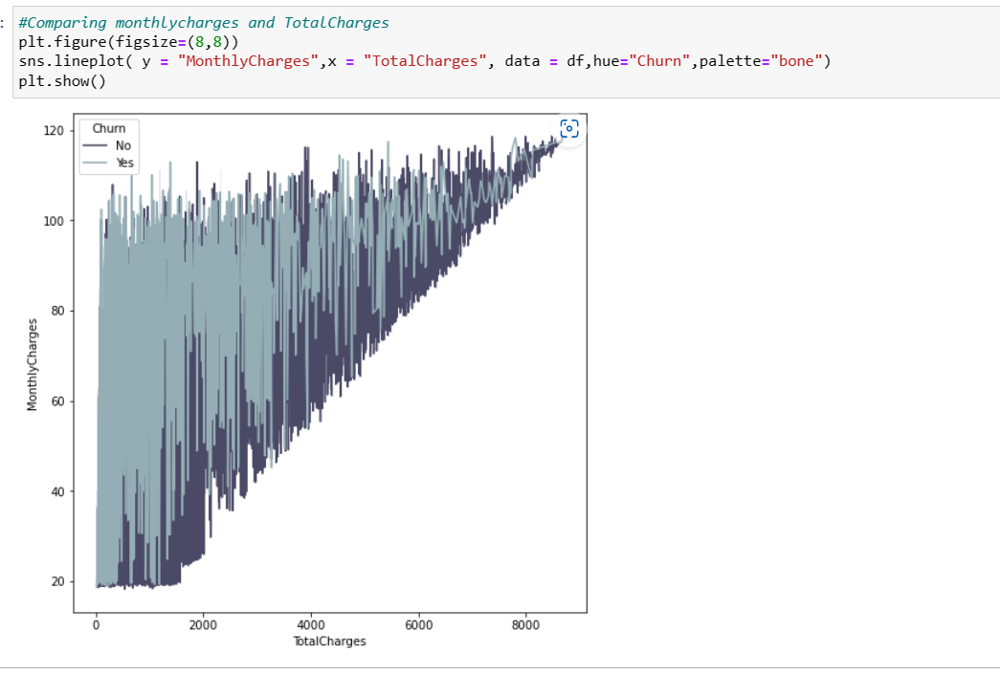 :
#Comparing monthlycharges and TotalCharges
plt.figure(figsize=(8,8))
sns.lineplot( y = "MonthlyCharges",x = "TotalCharges", data = df,hue="Churn",palette="bone")
plt.show()
Churn
No
Yes
120
100
80
60
40
20
MonthlyCharges
0 2000 4000 6000 8000
TotalCharges